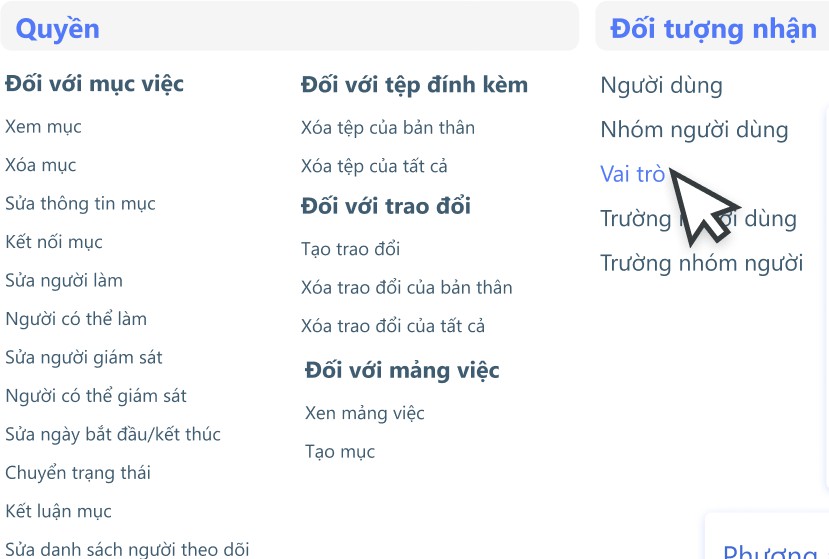 Quyền
Đối với mục việc
Xem mục
Xóa mục
Sửa thông tin mục
Kết nối mục
Sửa người làm
Người có thể làm
Sửa người giám sát
Người có thể giám sát
Sửa ngày bắt đầu/kết thúc
Chuyển trạng thái
Kết luận mục
Sửa danh sách người theo dõi
Đối với tệp đính kèm
Xóa tệp của bản thân
Xóa tệp của tất cả
Đối với trao đổi
Tạo trao đổi
Xóa trao đổi của bản thân
Xóa trao đổi của tất cả
Đối với mảng việc
Xen mảng việc
Tạo mục
Đối tượng nhận
Người dùng
Nhóm người dùng
Vai trò
Trường người dùng
Trường nhóm người
Phương